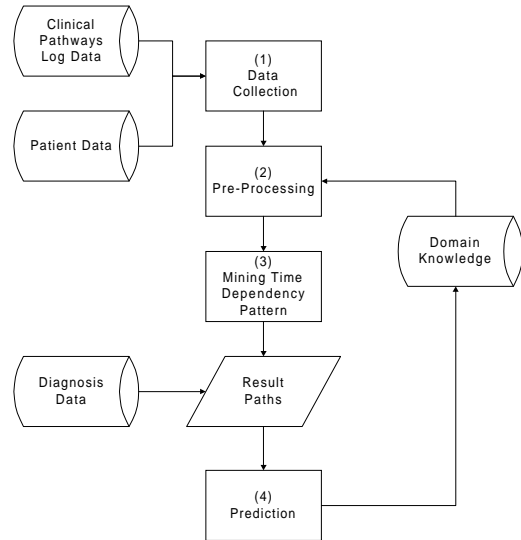 Clinical
Pathways
Log Data
(1)
Data
Collection
Patient Data
(2)
Pre-Processing
Domain
Knowledge
(3)
Mining Time
Dependency
Pattern
Diagnosis
Data
Result
Paths
(4)
Prediction